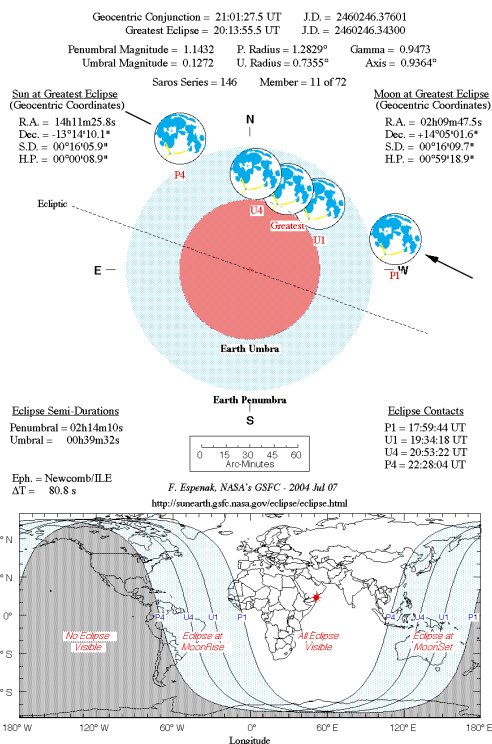 Geocentric Conjunction = 21:01:27.5 UT J.D. = 2460246.37601
Greatest Eclipse = 20:13:55.5 UT J.D. = 2460246.34300
Penumbral Magnitude = 1.1432 P. Radius = 1.2829° Gamma = 0.9473
Umbral Magnitude = 0.1272 U. Radius = 0.7355° Axis = 0.9364°
Saros Series = 146 Member = 11 of 72
Sun at Greatest Eclipse
(Geocentric Coordinates)
R.A. = 14h11m25.8s
Dec. = -13°14'10.1"
S.D. = 00°16'05.9"
H.P. = 00°00'08.9"
Moon at Greatest Eclipse
(Geocentric Coordinates)
R.A. = 02h09m47.5s
Dec. = +14°05'01.6"
S.D. = 00°16'09.7"
H.P. = 00°59'18.9"
N
P4
Ecliptic
U4
Greatest
U1
E
W
P1
Earth Umbra
Earth Penumbra
S
Eclipse Semi-Durations
Penumbral = 02h14m10s
Umbral = 00h39m32s
Eclipse Contacts
P1 = 17:59:44 UT
U1 = 19:34:18 UT
U4 = 20:53:22 UT
P4 = 22:28:04 UT
0 15 30 45 60
Arc-Minutes
Eph. = Newcomb/ILE
ΔT = 80.8 s
F. Espenak, NASA's GSFC - 2004 Jul 07
http://sunearth.gsfc.nasa.gov/eclipse/eclipse.html
° N
° N
0°
° S
° S
P4 U4 U1 P1 P4 U4 U1 P1
No Eclipse
Visible
Eclipse at
MoonRise
All Eclipse
Visible
Eclipse at
MoonSet
180° W 120° W 60° W 0° 60° E 120° E 180° E
Longitude